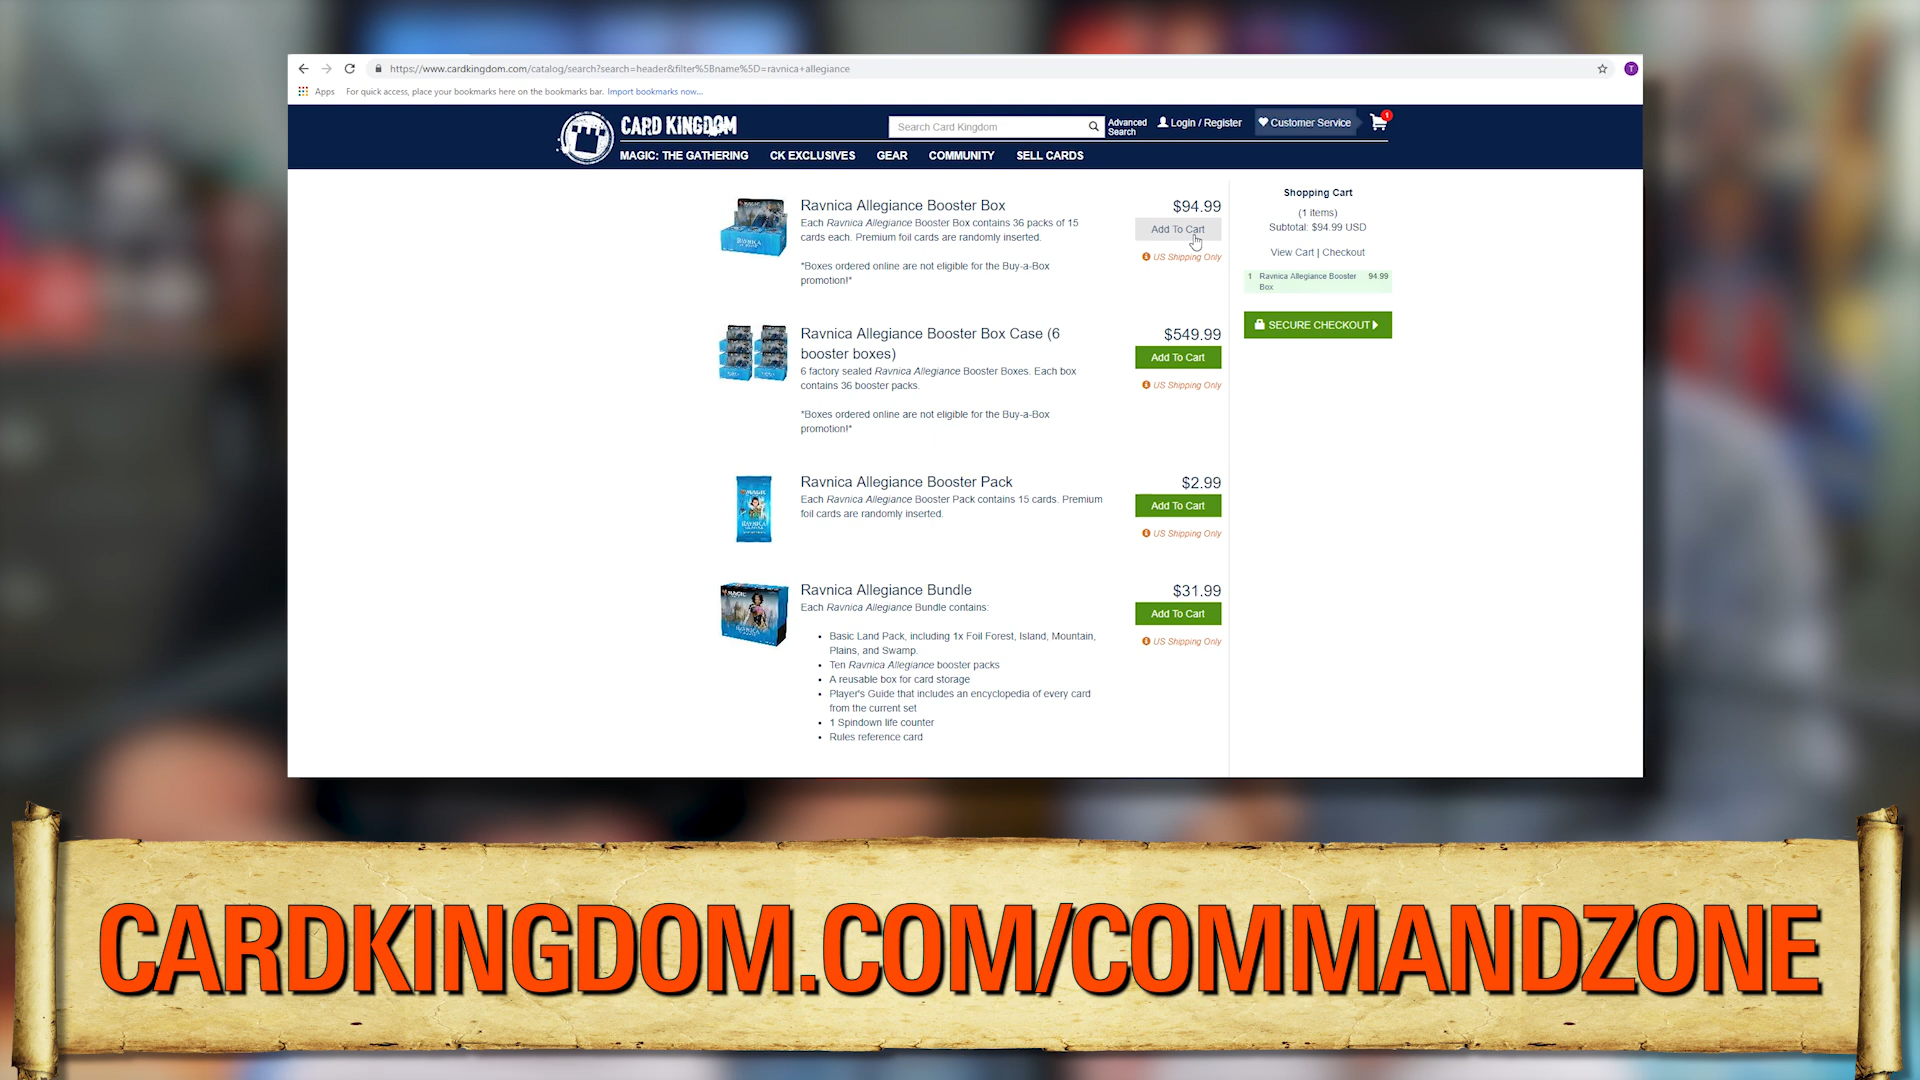 https://www.cardkingdom.com/catalog/search?search=header&filter%5Bname%5D=ravnica+allegiance
T
Apps For quick access, place your bookmarks here on the bookmarks bar. Import bookmarks now...
CARD KINGDOM
Search Card Kingdom
Advanced
Search
Login / Register
Customer Service
1
MAGIC: THE GATHERING CK EXCLUSIVES GEAR COMMUNITY SELL CARDS
Ravnica Allegiance Booster Box
$94.99
Each Ravnica Allegiance Booster Box contains 36 packs of 15
cards each. Premium foil cards are randomly inserted.
Add To Cart
US Shipping Only
*Boxes ordered online are not eligible for the Buy-a-Box
promotion!*
Ravnica Allegiance Booster Box Case (6
booster boxes)
$549.99
6 factory sealed Ravnica Allegiance Booster Boxes. Each box
contains 36 booster packs.
Add To Cart
US Shipping Only
*Boxes ordered online are not eligible for the Buy-a-Box
promotion!*
Ravnica Allegiance Booster Pack
$2.99
Each Ravnica Allegiance Booster Pack contains 15 cards. Premium
foil cards are randomly inserted.
Add To Cart
US Shipping Only
Ravnica Allegiance Bundle
$31.99
Each Ravnica Allegiance Bundle contains:
Add To Cart
US Shipping Only
• Basic Land Pack, including 1x Foil Forest, Island, Mountain,
Plains, and Swamp.
• Ten Ravnica Allegiance booster packs
• A reusable box for card storage
• Player's Guide that includes an encyclopedia of every card
from the current set
• 1 Spindown life counter
• Rules reference card
Shopping Cart
(1 items)
Subtotal: $94.99 USD
View Cart | Checkout
1 Ravnica Allegiance Booster 94.99
Box
SECURE CHECKOUT
CARDKINGDOM.COM/COMMANDZONE